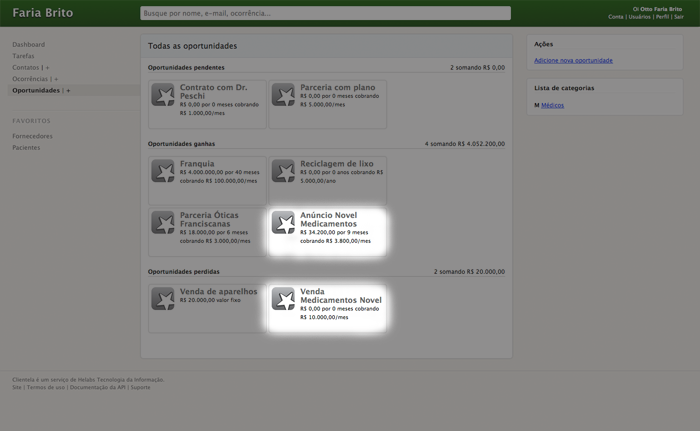 Faria Brito
Busque por nome, e-mail, ocorrência...
Oi Otto Faria Brito
Conta | Usuários | Perfil | Sair
Dashboard
Tarefas
Contatos | +
Ocorrências | +
Oportunidades | +
FAVORITOS
Fornecedores
Pacientes
Todas as oportunidades
Oportunidades pendentes
2 somando R$ 0,00
Contrato com Dr.
Peschi
R$ 0,00 por 0 meses cobrando
R$ 1.000,00/mes
Parceria com plano
R$ 0,00 por 0 meses cobrando
R$ 5.000,00/mes
Oportunidades ganhas
4 somando R$ 4.052.200,00
Franquia
R$ 4.000.000,00 por 40 meses
cobrando R$ 100.000,00/mes
Reciclagem de lixo
R$ 0,00 por 0 anos cobrando R$
5.000,00/ano
Parceria Óticas
Franciscanas
R$ 18.000,00 por 6 meses
cobrando R$ 3.000,00/mes
Anúncio Novel
Medicamentos
R$ 34.200,00 por 9 meses
cobrando R$ 3.800,00/mes
Oportunidades perdidas
2 somando R$ 20.000,00
Venda de aparelhos
R$ 20.000,00 valor fixo
Venda
Medicamentos Novel
R$ 0,00 por 0 meses cobrando
R$ 10.000,00/mes
Ações
Adicione nova oportunidade
Lista de categorias
M Médicos
Clientela é um serviço de Helabs Tecnologia da Informação.
Site | Termos de uso | Documentação da API | Suporte